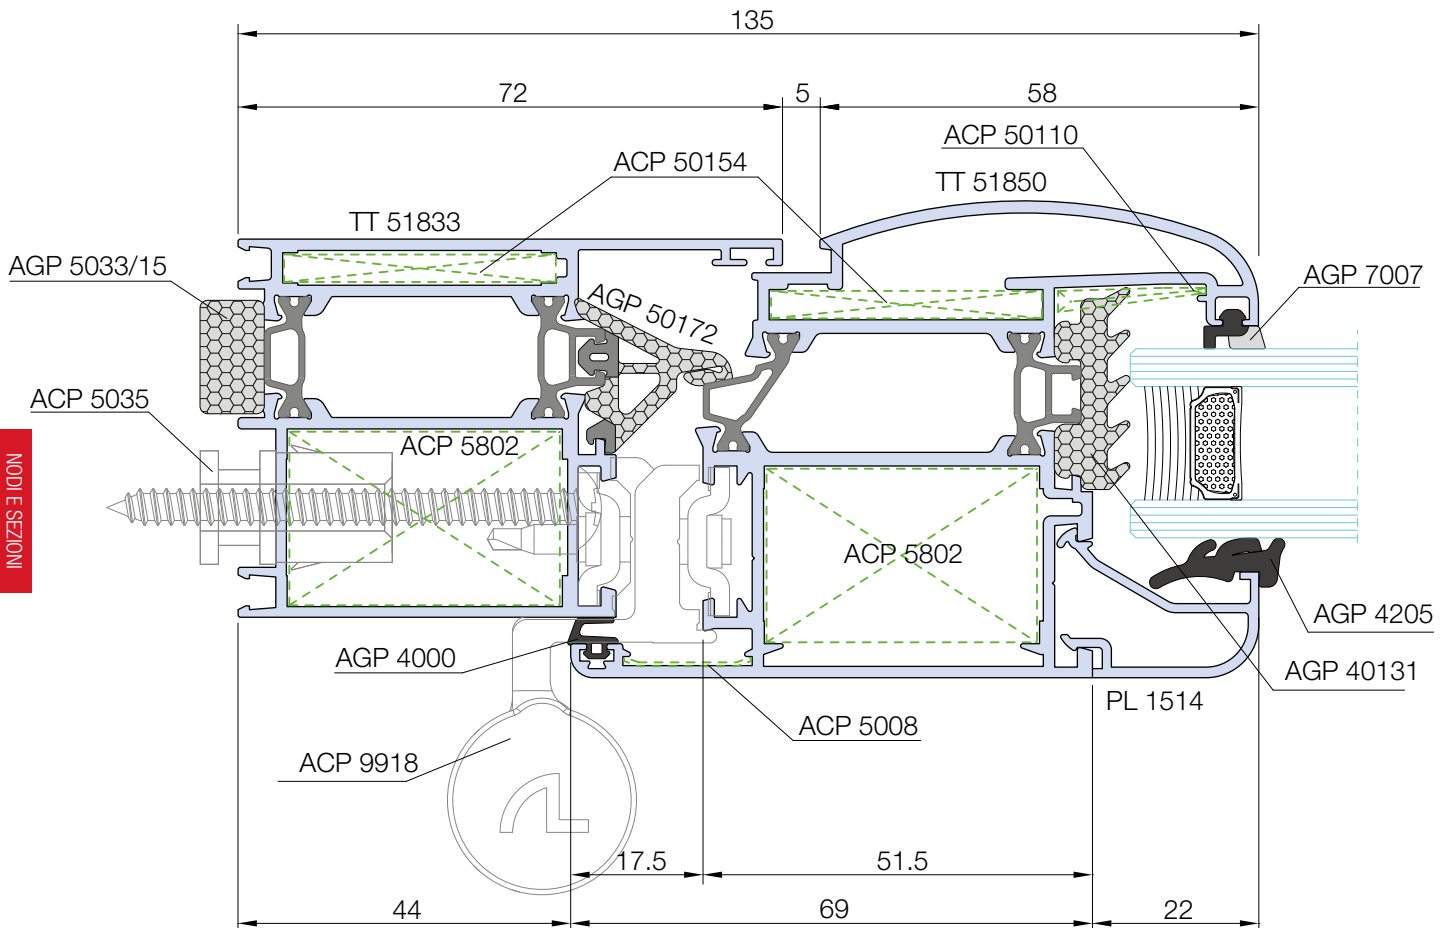 135
72
5
58
ACP 50110
ACP 50154
TT 51850
TT 51833
AGP 5033/15
AGP 7007
AGP 50172
ACP 5035
ACP 5802
NODI E SEZIONI
ACP 5802
AGP 4205
AGP 4000
AGP 40131
PL 1514
ACP 5008
ACP 9918
17.5
51.5
44
69
22